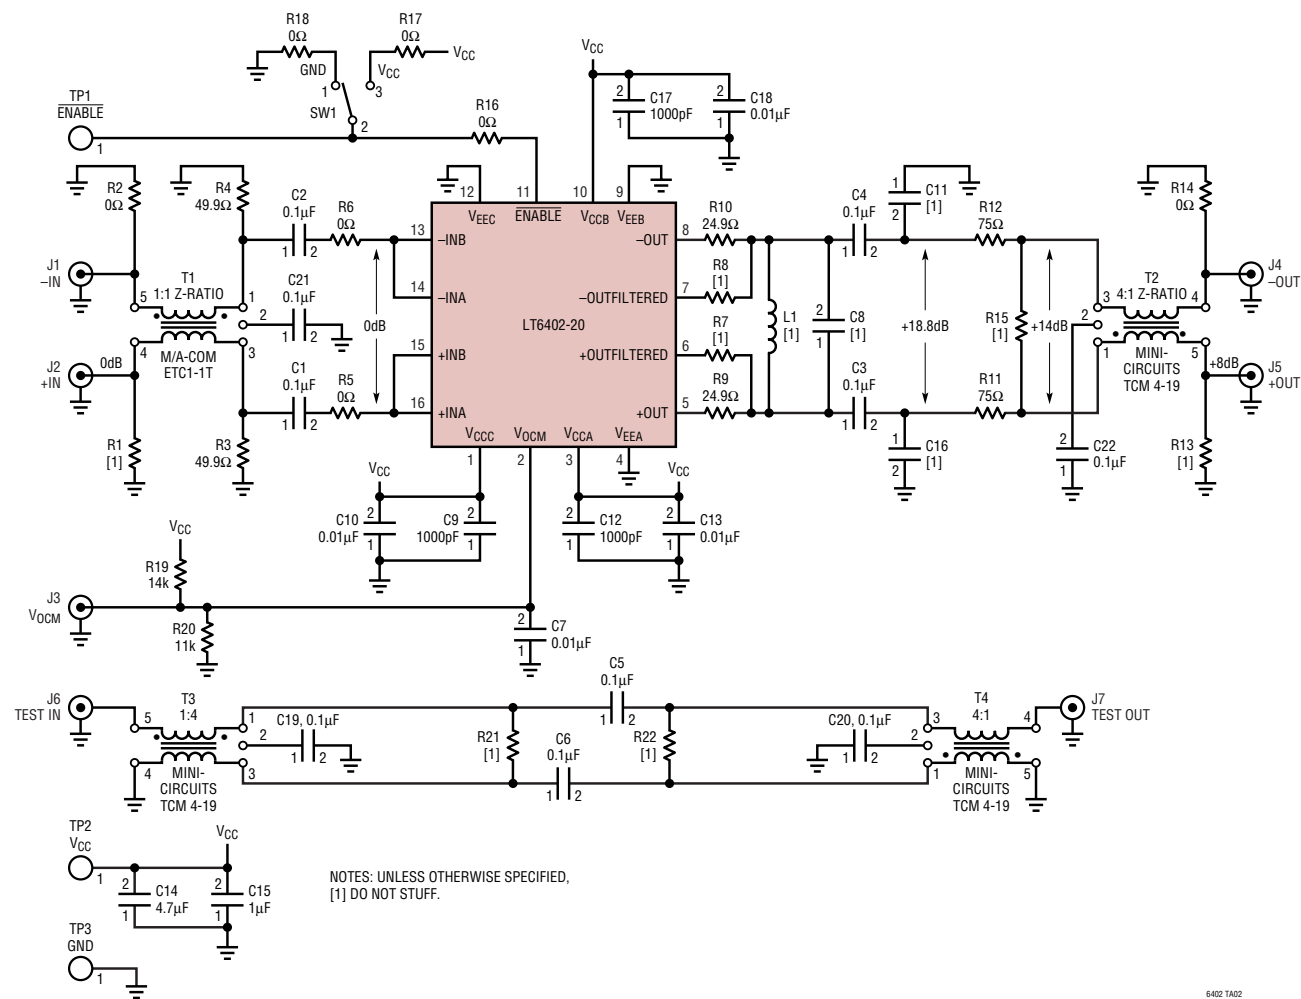 R18
0Ω
R17
0Ω
VCC
GND
VCC
1
3
SW1
2
TP1
ENABLE
1
R16
0Ω
VCC
2
C17
1000pF
1
2
C18
0.01µF
1
R2
0Ω
R4
49.9Ω
C2
0.1µF
1 2
R6
0Ω
12
11
10
9
VEEC
ENABLE
VCCB
VEEB
13
–INB
14
–INA
15
+INB
16
+INA
LT6402-20
–OUT
8
–OUTFILTERED
7
+OUTFILTERED
6
+OUT
5
VCCC
VOCM
VCCA
VEEA
1
2
3
4
J1
–IN
J2
+IN
0dB
T1
1:1 Z-RATIO
5
1
2
4
3
M/A-COM
ETC1-1T
C21
0.1µF
1 2
0dB
C1
0.1µF
1 2
R5
0Ω
R1
[1]
R3
49.9Ω
R10
24.9Ω
R8
[1]
R7
[1]
R9
24.9Ω
L1
[1]
2
C8
[1]
1
C4
0.1µF
1 2
C3
0.1µF
1 2
1
C11
[1]
2
+18.8dB
1
C16
[1]
2
R12
75Ω
R15
[1]
+14dB
R11
75Ω
R14
0Ω
T2
4:1 Z-RATIO
3
4
2
1
5
MINI-
CIRCUITS
TCM 4-19
+8dB
J4
–OUT
J5
+OUT
2
C22
0.1µF
1
R13
[1]
VCC
2
C10
0.01µF
1
2
C9
1000pF
1
2
C12
1000pF
1
VCC
2
C13
0.01µF
1
VCC
R19
14k
J3
VOCM
R20
11k
2
C7
0.01µF
1
J6
TEST IN
T3
1:4
5
1
2
4
3
MINI-
CIRCUITS
TCM 4-19
C19, 0.1µF
1 2
R21
[1]
C5
0.1µF
1 2
C6
0.1µF
1 2
R22
[1]
C20, 0.1µF
1 2
T4
4:1
3
4
2
1
5
MINI-
CIRCUITS
TCM 4-19
J7
TEST OUT
TP2
VCC
1
VCC
2
C14
4.7µF
1
2
C15
1µF
1
TP3
GND
1
NOTES: UNLESS OTHERWISE SPECIFIED,
[1] DO NOT STUFF.
6402 TA02